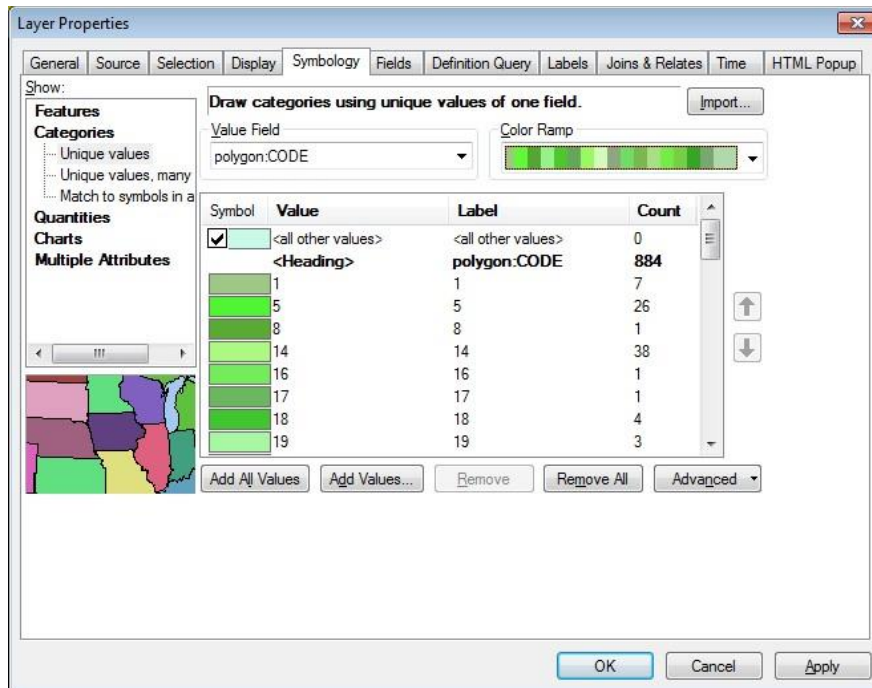 Layer Properties
General Source Selection Display Symbology Fields Definition Query Labels Joins & Relates Time HTML Popup
Show:
Features
Categories
Unique values
Unique values, many
Match to symbols in a
Quantities
Charts
Multiple Attributes
Draw categories using unique values of one field.
Import...
Value Field
polygon:CODE
Color Ramp
Symbol Value Label Count
<all other values> <all other values> 0
<Heading> polygon:CODE 884
1 1 7
5 5 26
8 8 1
14 14 38
16 16 1
17 17 1
18 18 4
19 19 3
Add All Values Add Values... Remove Remove All Advanced
OK Cancel Apply